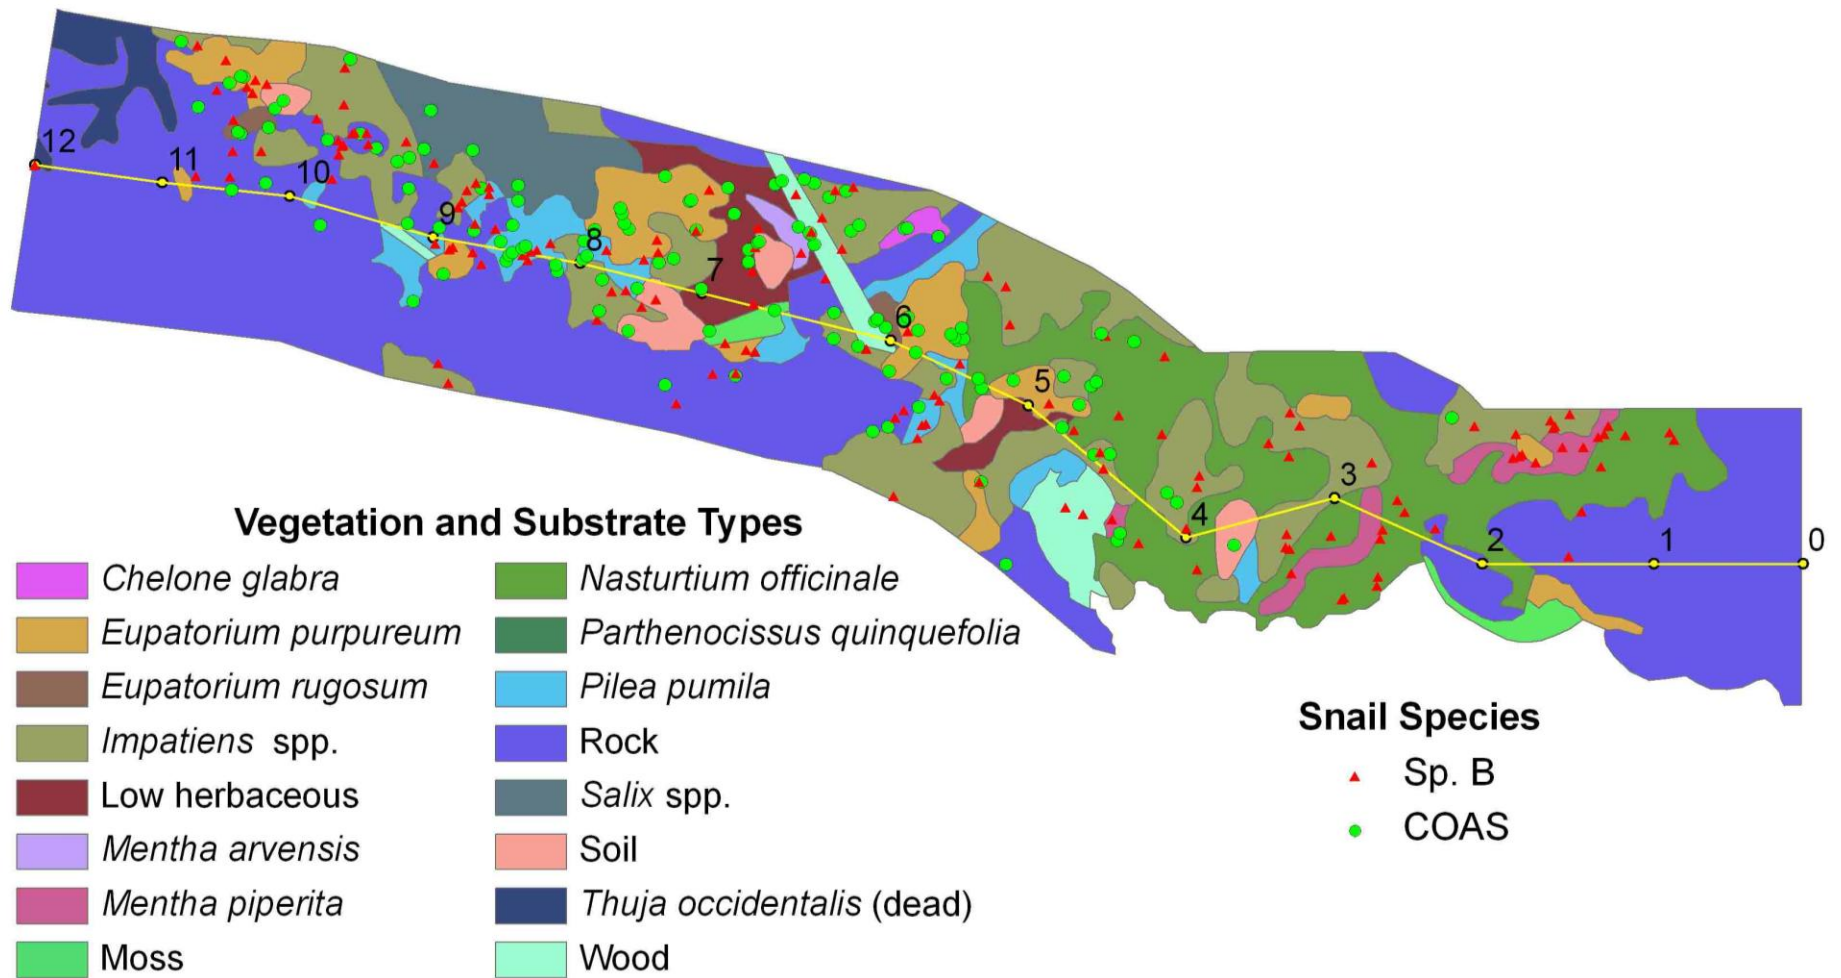 12
11
10
9
8
7
6
5
4
3
2
1
0
Vegetation and Substrate Types
Chelone glabra
Eupatorium purpureum
Eupatorium rugosum
Impatiens spp.
Low herbaceous
Mentha arvensis
Mentha piperita
Moss
Nasturtium officinale
Parthenocissus quinquefolia
Pilea pumila
Rock
Salix spp.
Soil
Thuja occidentalis (dead)
Wood
Snail Species
Sp. B
COAS